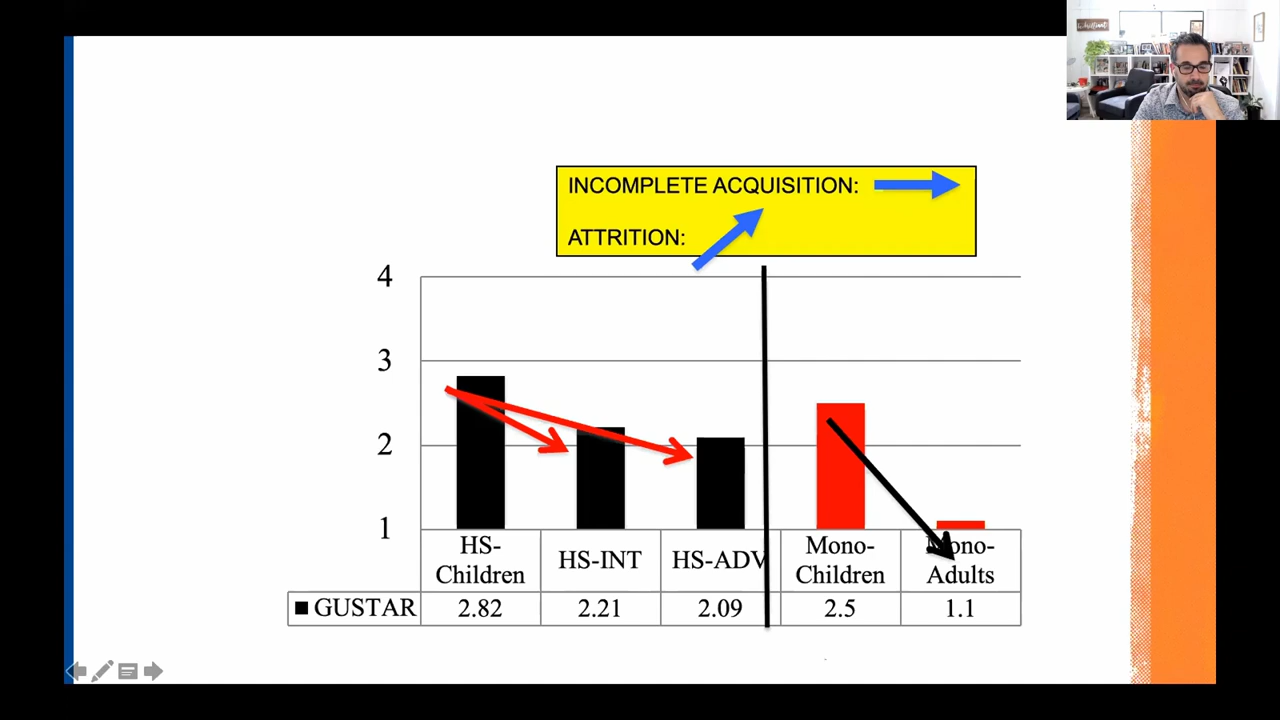 INCOMPLETE ACQUISITION:
ATTRITION:
4
3
2
1
HS-Children HS-INT HS-ADV Mono-Children Mono-Adults
GUSTAR 2.82 2.21 2.09 2.5 1.1